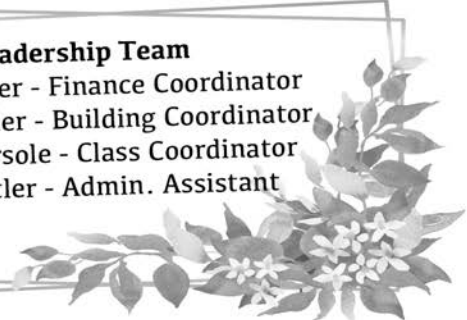 adership Team
er - Finance Coordinator
er - Building Coordinator
rsole - Class Coordinator
tler - Admin. Assistant